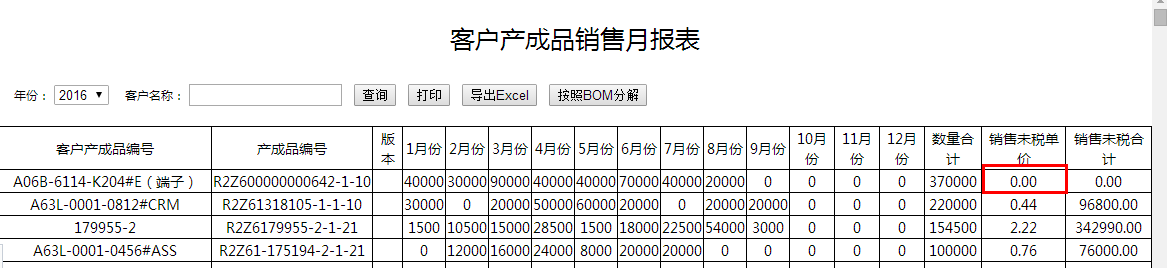 客户产成品销售月报表
年份： 2016 客户名称： 查询 打印 导出Excel 按照BOM分解
客户产成品编号 产成品编号 版本 1月份 2月份 3月份 4月份 5月份 6月份 7月份 8月份 9月份 10月份 11月份 12月份 数量合计 销售未税单价 销售未税合计
A06B-6114-K204#E（端子） R2Z600000000642-1-10 40000 30000 90000 40000 40000 70000 40000 20000 0 0 0 0 370000 0.00 0.00
A63L-0001-0812#CRM R2Z61318105-1-1-10 30000 0 20000 50000 60000 20000 0 20000 20000 0 0 0 220000 0.44 96800.00
179955-2 R2Z6179955-2-1-21 1500 10500 15000 28500 1500 18000 22500 54000 3000 0 0 0 154500 2.22 342990.00
A63L-0001-0456#ASS R2Z61-175194-2-1-21 0 12000 16000 24000 8000 20000 20000 0 0 0 0 0 100000 0.76 76000.00